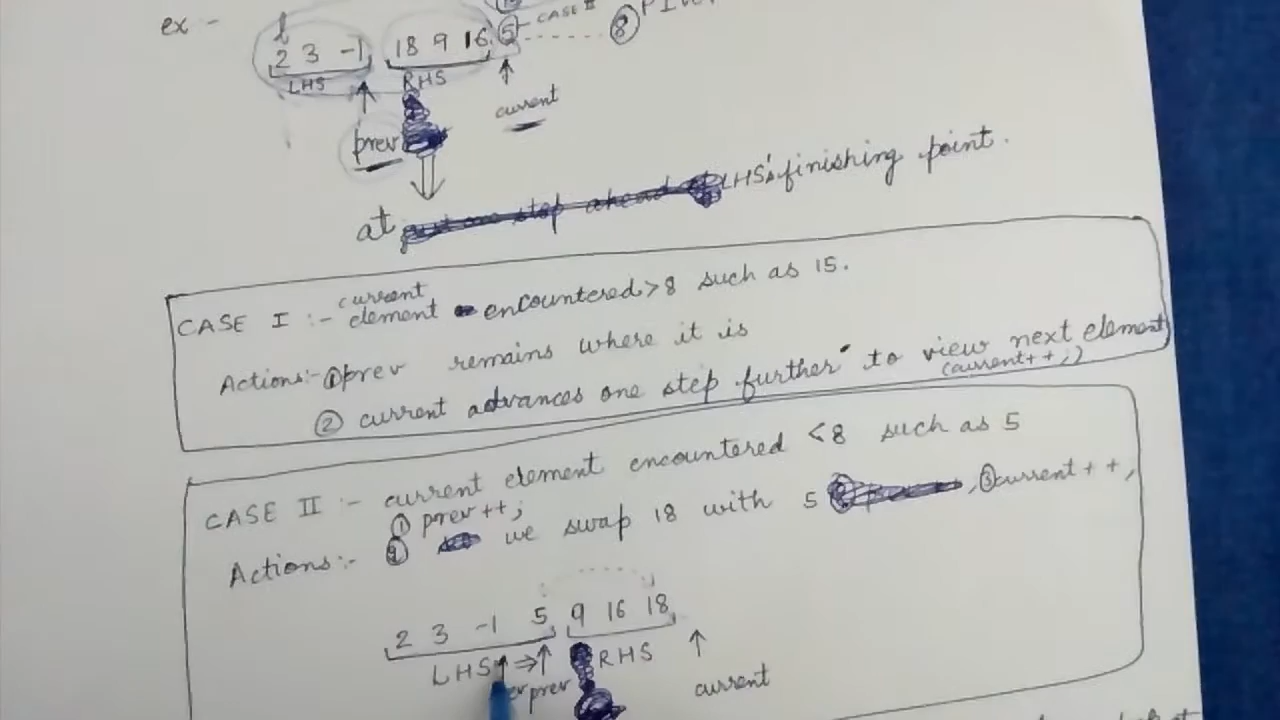 ex :-
CASE II
2 3 -1 18 9 16 5 8
LHS RHS
prev current
at LHS's finishing point.
current
CASE I :- element encountered > 8 such as 15.
Actions:- ① prev remains where it is
② current advances one step further to view next element
(current++;)
CASE II :- current element encountered < 8 such as 5
① prev++;
Actions:- ② we swap 18 with 5 , ③ current++;
2 3 -1 5 9 16 18
LHS ⇒ RHS
prev current